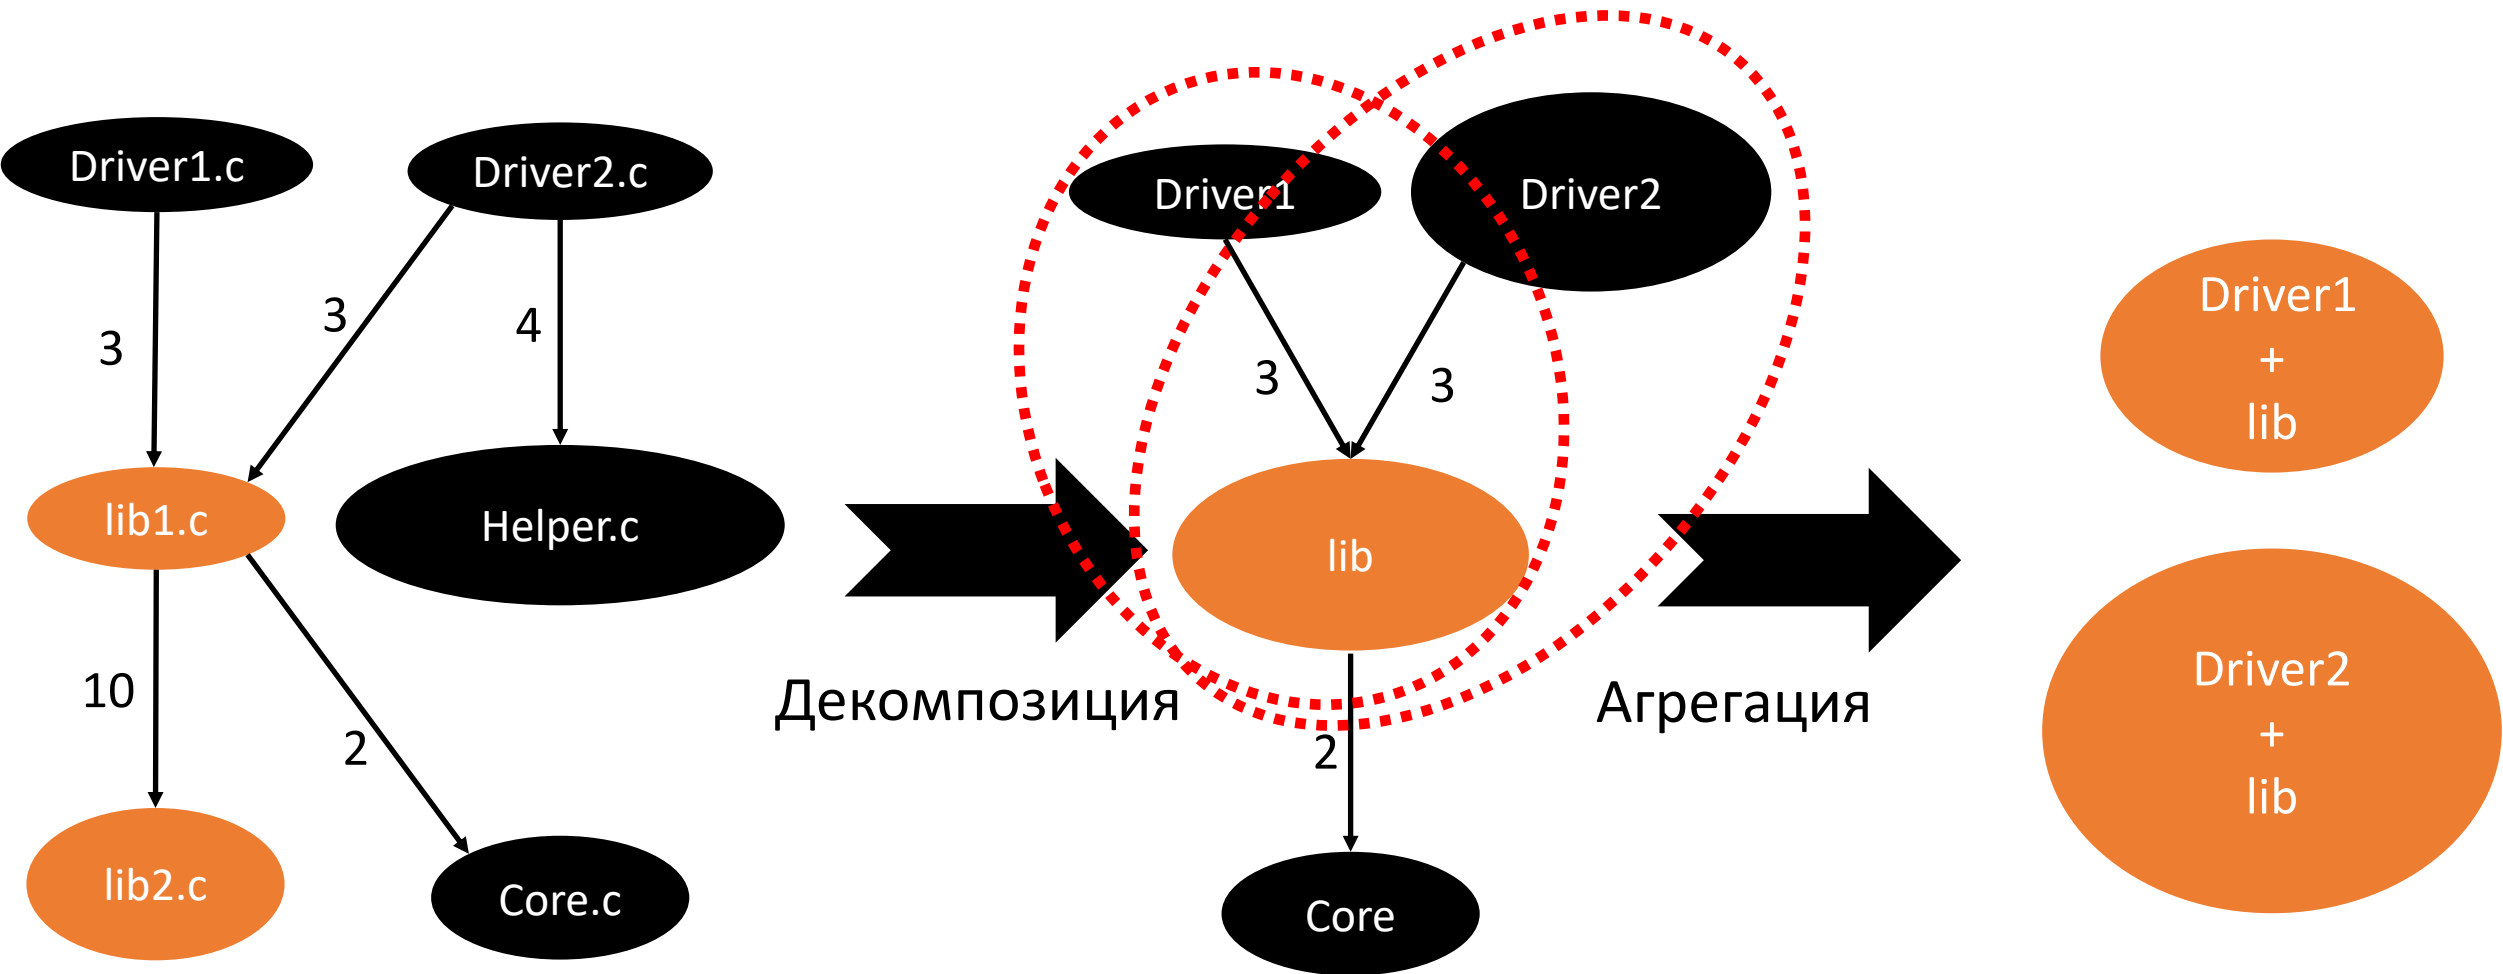 Driver1.c
Driver2.c
3
3
4
lib1.c
Helper.c
10
2
lib2.c
Core.c
Декомпозиция
Driver1
Driver2
3
3
lib
2
Core
Агрегация
Driver1
+
lib
Driver2
+
lib